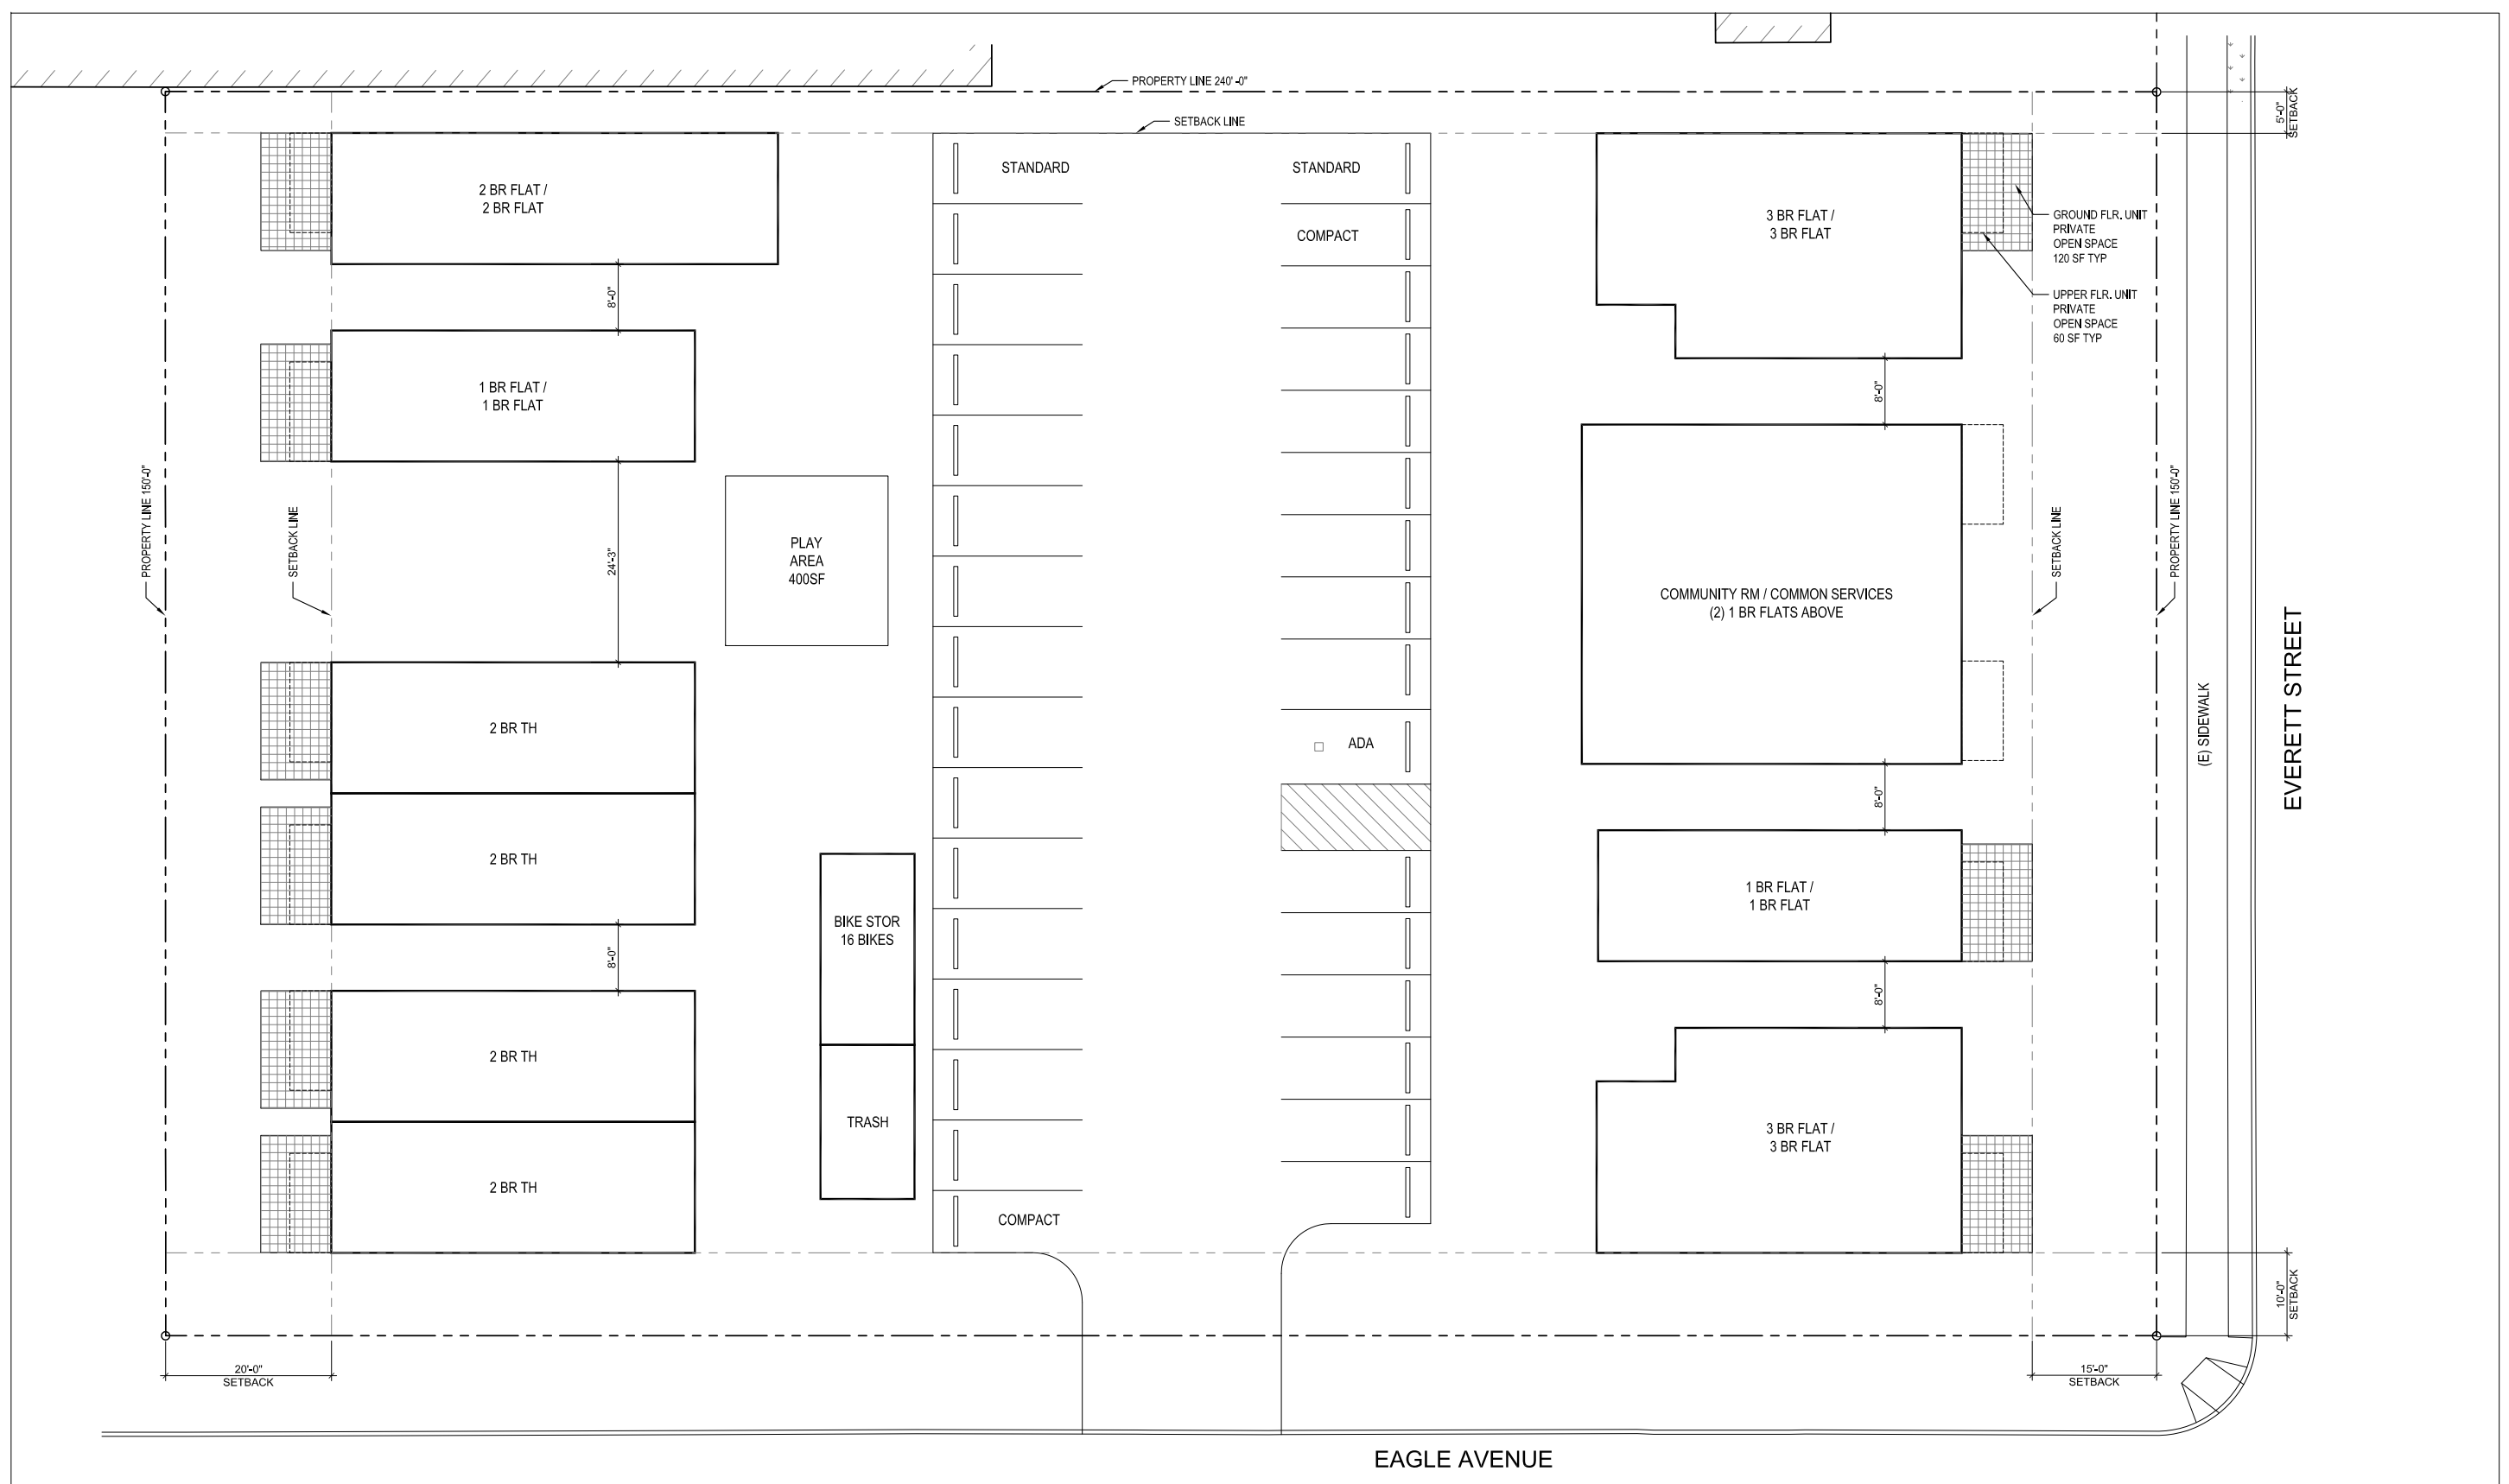 PROPERTY LINE 240'-0"
SETBACK LINE
5'-0"
SETBACK
STANDARD
STANDARD
2 BR FLAT /
2 BR FLAT
3 BR FLAT /
3 BR FLAT
COMPACT
GROUND FLR. UNIT
PRIVATE
OPEN SPACE
120 SF TYP
UPPER FLR. UNIT
PRIVATE
OPEN SPACE
60 SF TYP
8'-0"
1 BR FLAT /
1 BR FLAT
8'-0"
PROPERTY LINE 150'-0"
SETBACK LINE
24'-3"
PLAY
AREA
400SF
COMMUNITY RM / COMMON SERVICES
(2) 1 BR FLATS ABOVE
SETBACK LINE
PROPERTY LINE 150'-0"
(E) SIDEWALK
EVERETT STREET
2 BR TH
ADA
8'-0"
2 BR TH
1 BR FLAT /
1 BR FLAT
BIKE STOR
16 BIKES
8'-0"
8'-0"
2 BR TH
TRASH
3 BR FLAT /
3 BR FLAT
2 BR TH
COMPACT
10'-0"
SETBACK
20'-0"
SETBACK
15'-0"
SETBACK
EAGLE AVENUE